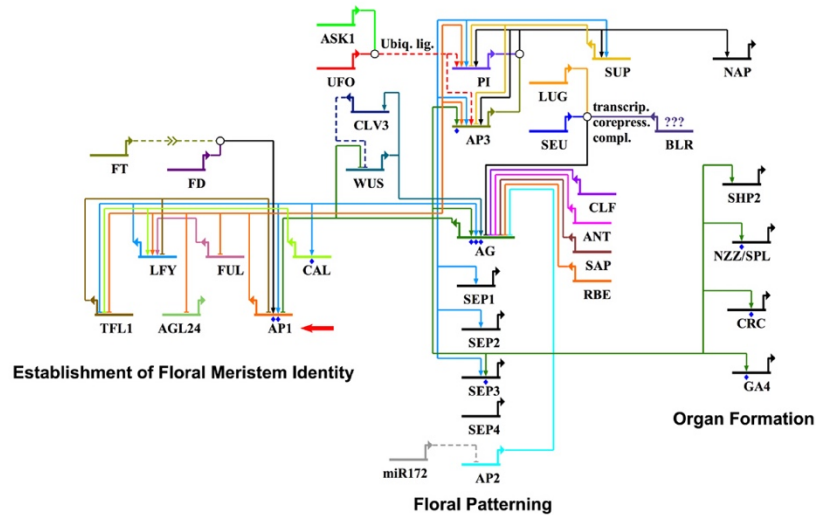 ASK1
Ubiq. lig.
UFO
PI
SUP
NAP
LUG
CLV3
transcrip.
AP3
SEU
corepress.
compl.
???
BLR
FT
FD
WUS
SHP2
CLF
AG
ANT
LFY
FUL
CAL
NZZ/SPL
SAP
SEP1
RBE
TFL1
AGL24
AP1
SEP2
CRC
Establishment of Floral Meristem Identity
SEP3
GA4
Organ Formation
SEP4
miR172
AP2
Floral Patterning